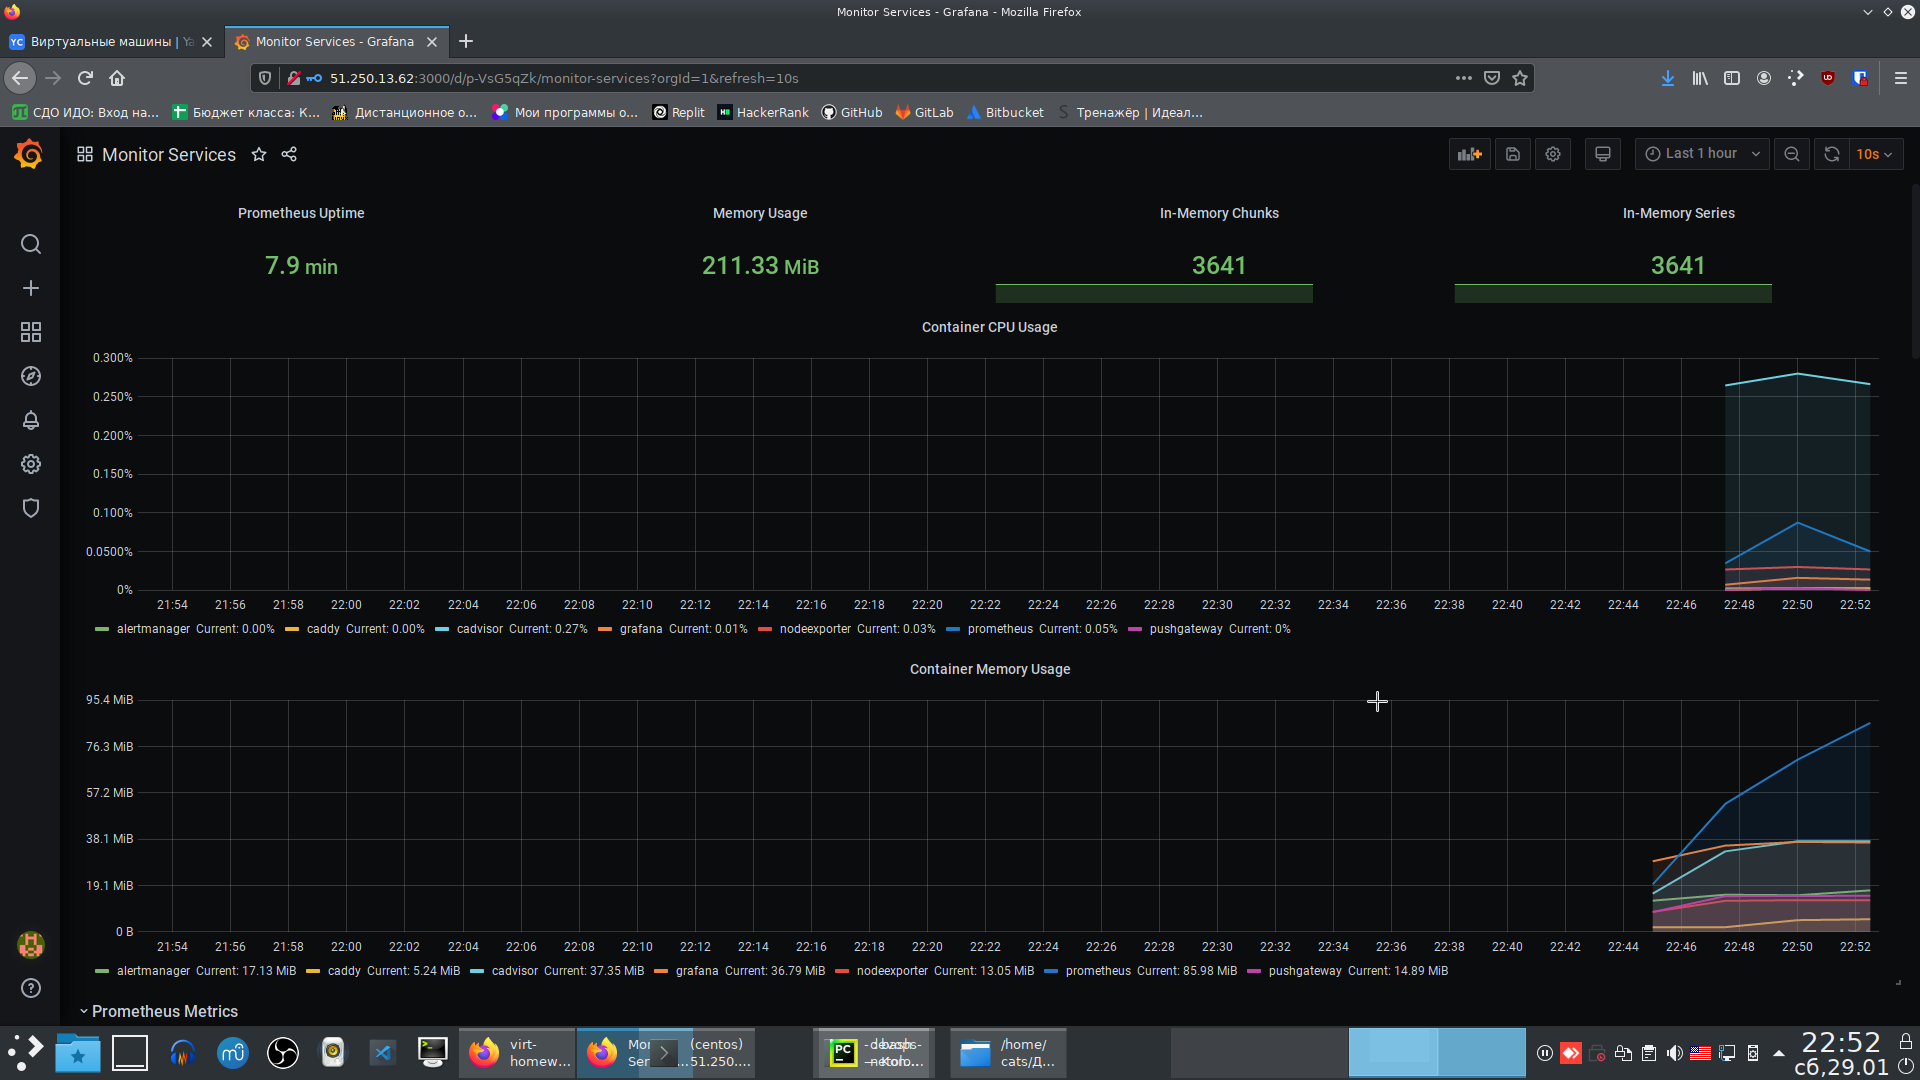 Monitor Services - Grafana - Mozilla Firefox
YC Виртуальные машины | Ya
Monitor Services - Grafana
51.250.13.62:3000/d/p-VsG5qZk/monitor-services?orgId=1&refresh=10s
СДО ИДО: Вход на...
Бюджет класса: К...
Дистанционное о...
Мои программы о...
Replit
HackerRank
GitHub
GitLab
Bitbucket
Тренажёр | Идеал...
Monitor Services
Last 1 hour
10s
Prometheus Uptime
Memory Usage
In-Memory Chunks
In-Memory Series
7.9 min
211.33 MiB
3641
3641
Container CPU Usage
0.300%
0.250%
0.200%
0.150%
0.100%
0.0500%
0%
21:54 21:56 21:58 22:00 22:02 22:04 22:06 22:08 22:10 22:12 22:14 22:16 22:18 22:20 22:22 22:24 22:26 22:28 22:30 22:32 22:34 22:36 22:38 22:40 22:42 22:44 22:46 22:48 22:50 22:52
alertmanager Current: 0.00% caddy Current: 0.00% cadvisor Current: 0.27% grafana Current: 0.01% nodeexporter Current: 0.03% prometheus Current: 0.05% pushgateway Current: 0%
Container Memory Usage
95.4 MiB
76.3 MiB
57.2 MiB
38.1 MiB
19.1 MiB
0 B
21:54 21:56 21:58 22:00 22:02 22:04 22:06 22:08 22:10 22:12 22:14 22:16 22:18 22:20 22:22 22:24 22:26 22:28 22:30 22:32 22:34 22:36 22:38 22:40 22:42 22:44 22:46 22:48 22:50 22:52
alertmanager Current: 17.13 MiB caddy Current: 5.24 MiB cadvisor Current: 37.35 MiB grafana Current: 36.79 MiB nodeexporter Current: 13.05 MiB prometheus Current: 85.98 MiB pushgateway Current: 14.89 MiB
Prometheus Metrics
virt-
homew...
(centos)
51.250....
PC
/home/
cats/Д...
22:52
сб,29.01